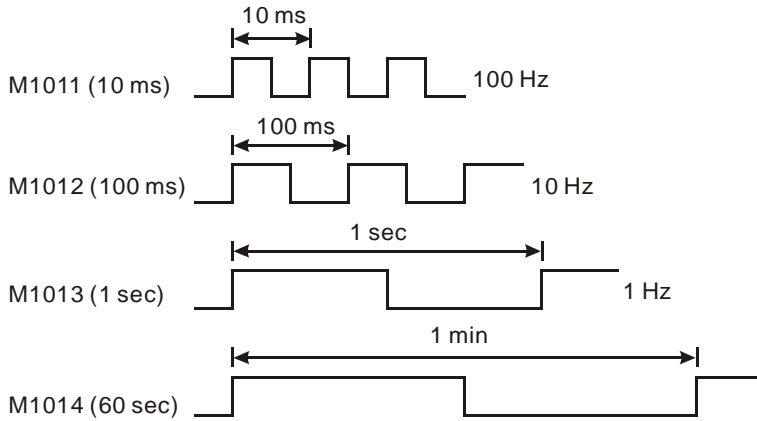 10 ms
M1011 (10 ms)
100 Hz
100 ms
M1012 (100 ms)
10 Hz
1 sec
M1013 (1 sec)
1 Hz
1 min
M1014 (60 sec)